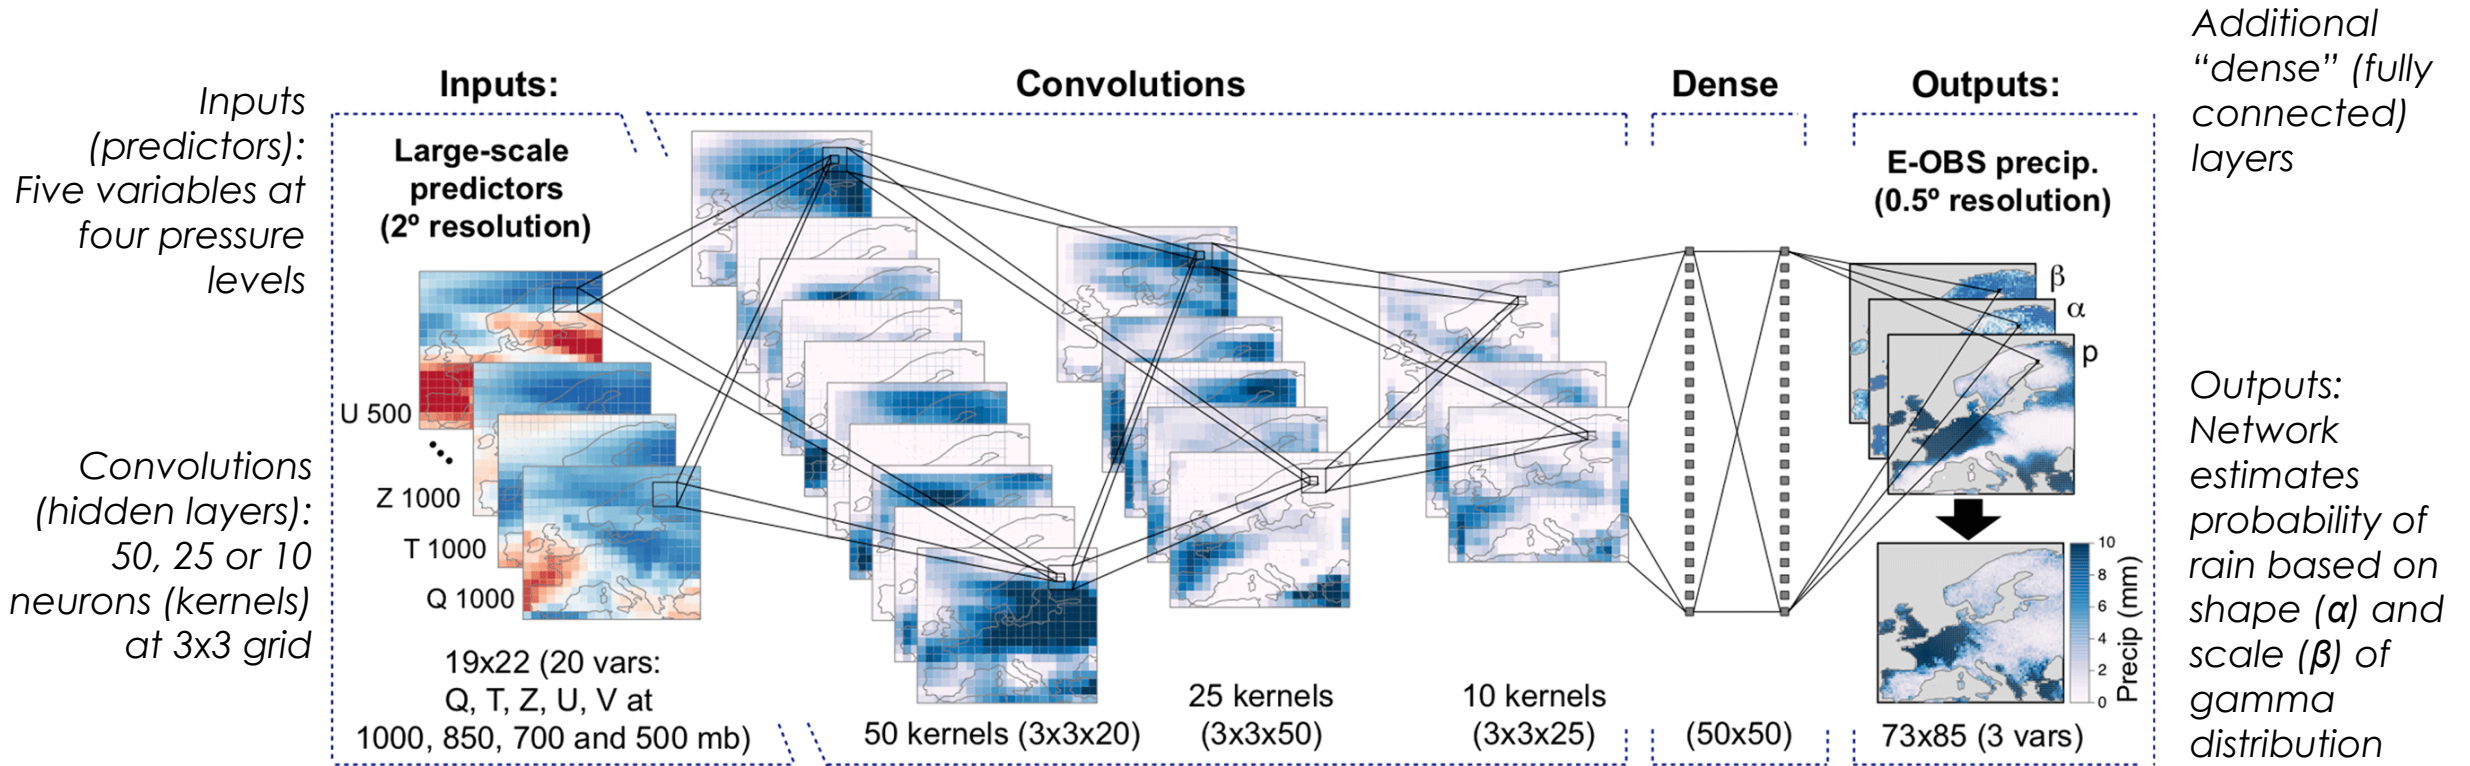 Inputs
(predictors):
Five variables at
four pressure
levels
Convolutions
(hidden layers):
50, 25 or 10
neurons (kernels)
at 3x3 grid
Inputs:
Large-scale
predictors
(2º resolution)
U 500
Z 1000
T 1000
Q 1000
19x22 (20 vars:
Q, T, Z, U, V at
1000, 850, 700 and 500 mb)
Convolutions
50 kernels (3x3x20)
25 kernels
(3x3x50)
10 kernels
(3x3x25)
Dense
(50x50)
Outputs:
E-OBS precip.
(0.5º resolution)
β
α
p
10
8
6
4
2
0
Precip (mm)
73x85 (3 vars)
Additional
“dense” (fully
connected)
layers
Outputs:
Network
estimates
probability of
rain based on
shape (α) and
scale (β) of
gamma
distribution